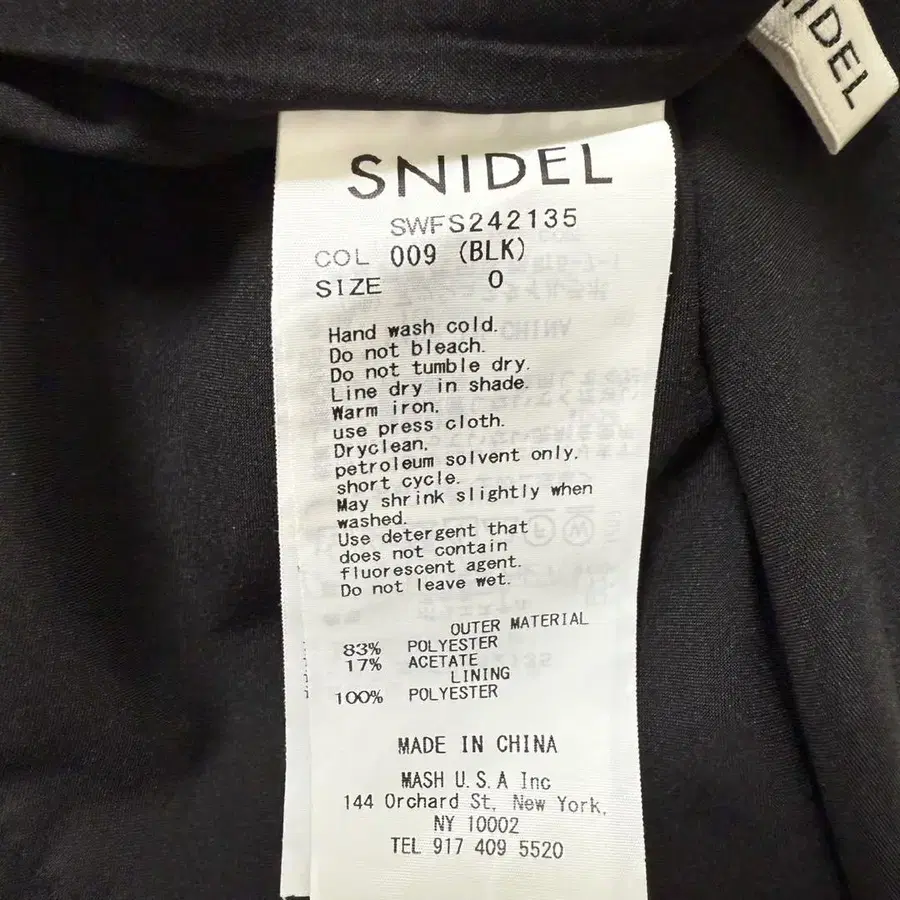 NIDEL
SNIDEL
SWFS242135
COL 009 (BLK)
SIZE 0
Hand wash cold.
Do not bleach.
Do not tumble dry.
Line dry in shade.
Warm iron.
use press cloth.
Dryclean.
petroleum solvent only.
short cycle.
May shrink slightly when
washed.
Use detergent that
does not contain
fluorescent agent.
Do not leave wet.
OUTER MATERIAL
83% POLYESTER
17% ACETATE
LINING
100% POLYESTER
MADE IN CHINA
MASH U.S.A Inc
144 Orchard St, New York,
NY 10002
TEL 917 409 5520